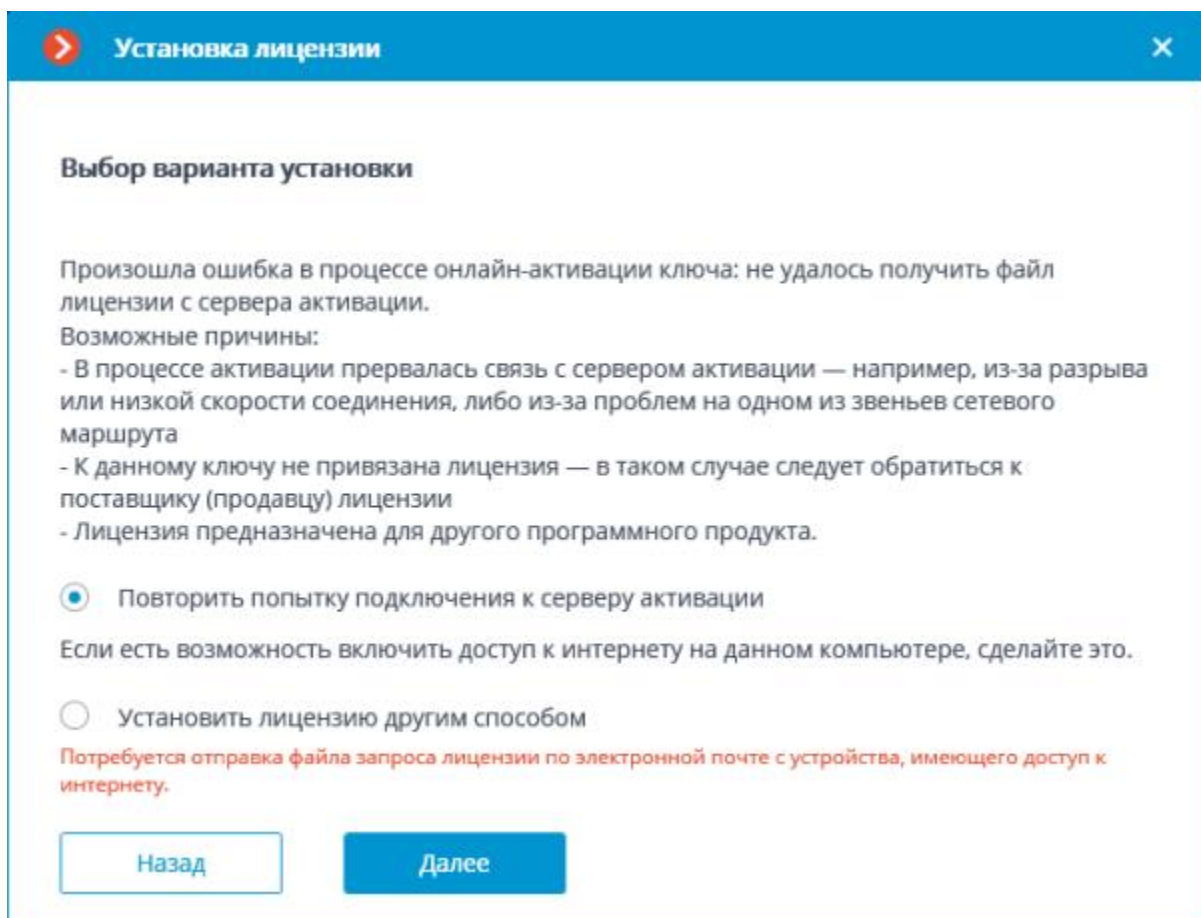 Установка лицензии
Выбор варианта установки
Произошла ошибка в процессе онлайн-активации ключа: не удалось получить файл
лицензии с сервера активации.
Возможные причины:
- В процессе активации прервалась связь с сервером активации — например, из-за разрыва
или низкой скорости соединения, либо из-за проблем на одном из звеньев сетевого
маршрута
- К данному ключу не привязана лицензия — в таком случае следует обратиться к
поставщику (продавцу) лицензии
- Лицензия предназначена для другого программного продукта.
Повторить попытку подключения к серверу активации
Если есть возможность включить доступ к интернету на данном компьютере, сделайте это.
Установить лицензию другим способом
Потребуется отправка файла запроса лицензии по электронной почте с устройства, имеющего доступ к
интернету.
Назад
Далее